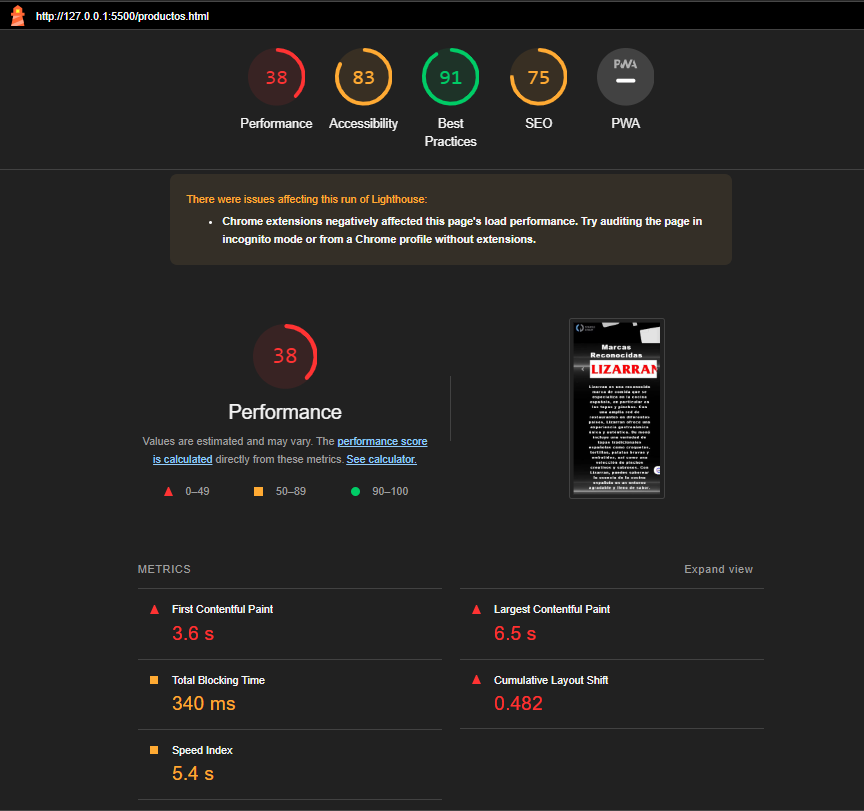 http://127.0.0.1:5500/productos.html
38
83
91
75
PWA
Performance
Accessibility
Best
Practices
SEO
PWA
There were issues affecting this run of Lighthouse:
Chrome extensions negatively affected this page's load performance. Try auditing the page in
incognito mode or from a Chrome profile without extensions.
38
Performance
Values are estimated and may vary. The performance score
is calculated directly from these metrics. See calculator.
0–49
50–89
90–100
Marcas
Reconocidas
LIZARRAN
Lizarran es una reconocida
marca de comida que se
especializa en la cocina
española, en particular en
las tapas y pinchos. Con
una amplia red de
restaurantes en diferentes
países, Lizarran ofrece una
experiencia gastronómica
única y auténtica. Su menú
incluye una variedad de
tapas tradicionales
españolas como croquetas,
tortillas, patatas bravas y
embutidos, así como una
selección de pinchos
creativos y sabrosos. Con
Lizarran, puedes saborear
la esencia de la cocina
española en un entorno
agradable y lleno de sabor.
METRICS
Expand view
First Contentful Paint
3.6 s
Largest Contentful Paint
6.5 s
Total Blocking Time
340 ms
Cumulative Layout Shift
0.482
Speed Index
5.4 s